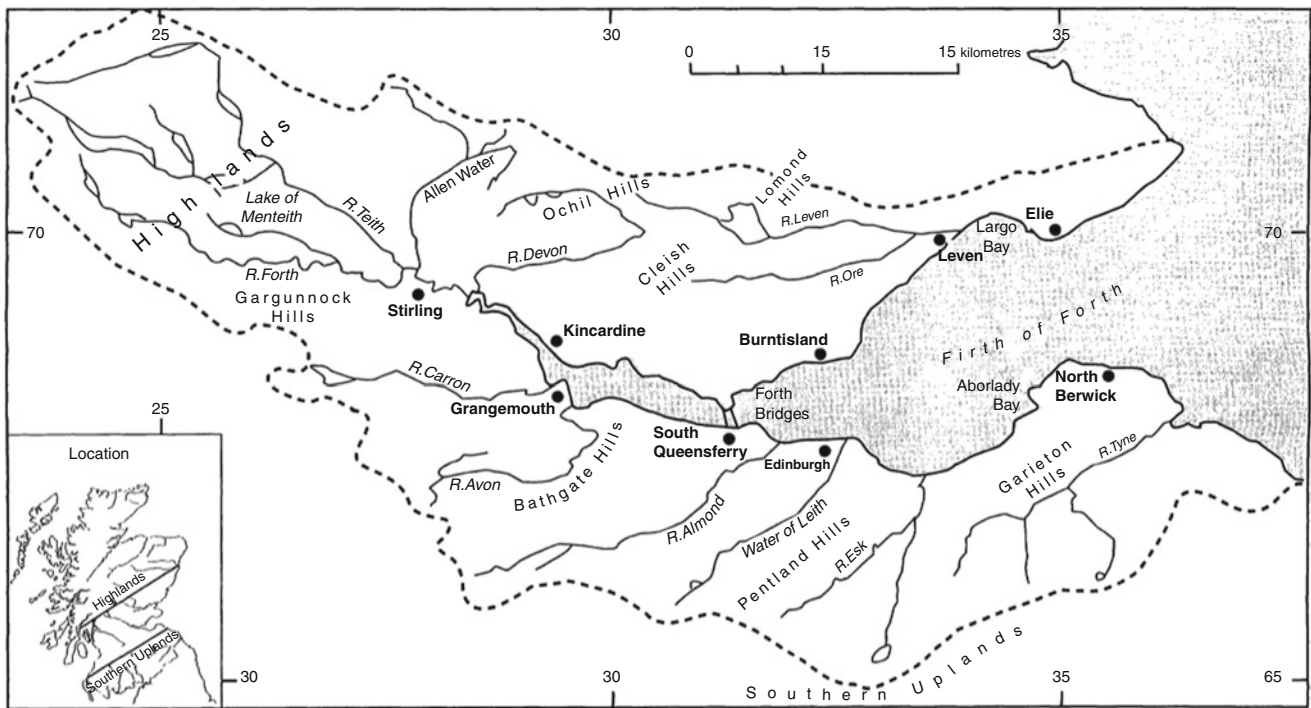 25
30
35
0
15
15 kilometres
Highlands
Allen Water
Lake of
Menteith
R.Teith
Ochil Hills
Lomond
Hills
R.Leven
Largo
Bay
Elie
70
70
R.Forth
Gargunnock
Hills
R.Devon
Cleish
Hills
R.Ore
Leven
Stirling
Kincardine
Burntisland
Firth of Forth
R.Carron
Grangemouth
Forth
Bridges
Aborlady
Bay
North
Berwick
25
South
Queensferry
Edinburgh
R.Tyne
Garieton
Hills
Location
R.Avon
Bathgate Hills
R.Almond
Water of Leith
Pentland Hills
R.Esk
Highlands
Southern Uplands
30
30
35
65
Southern Uplands